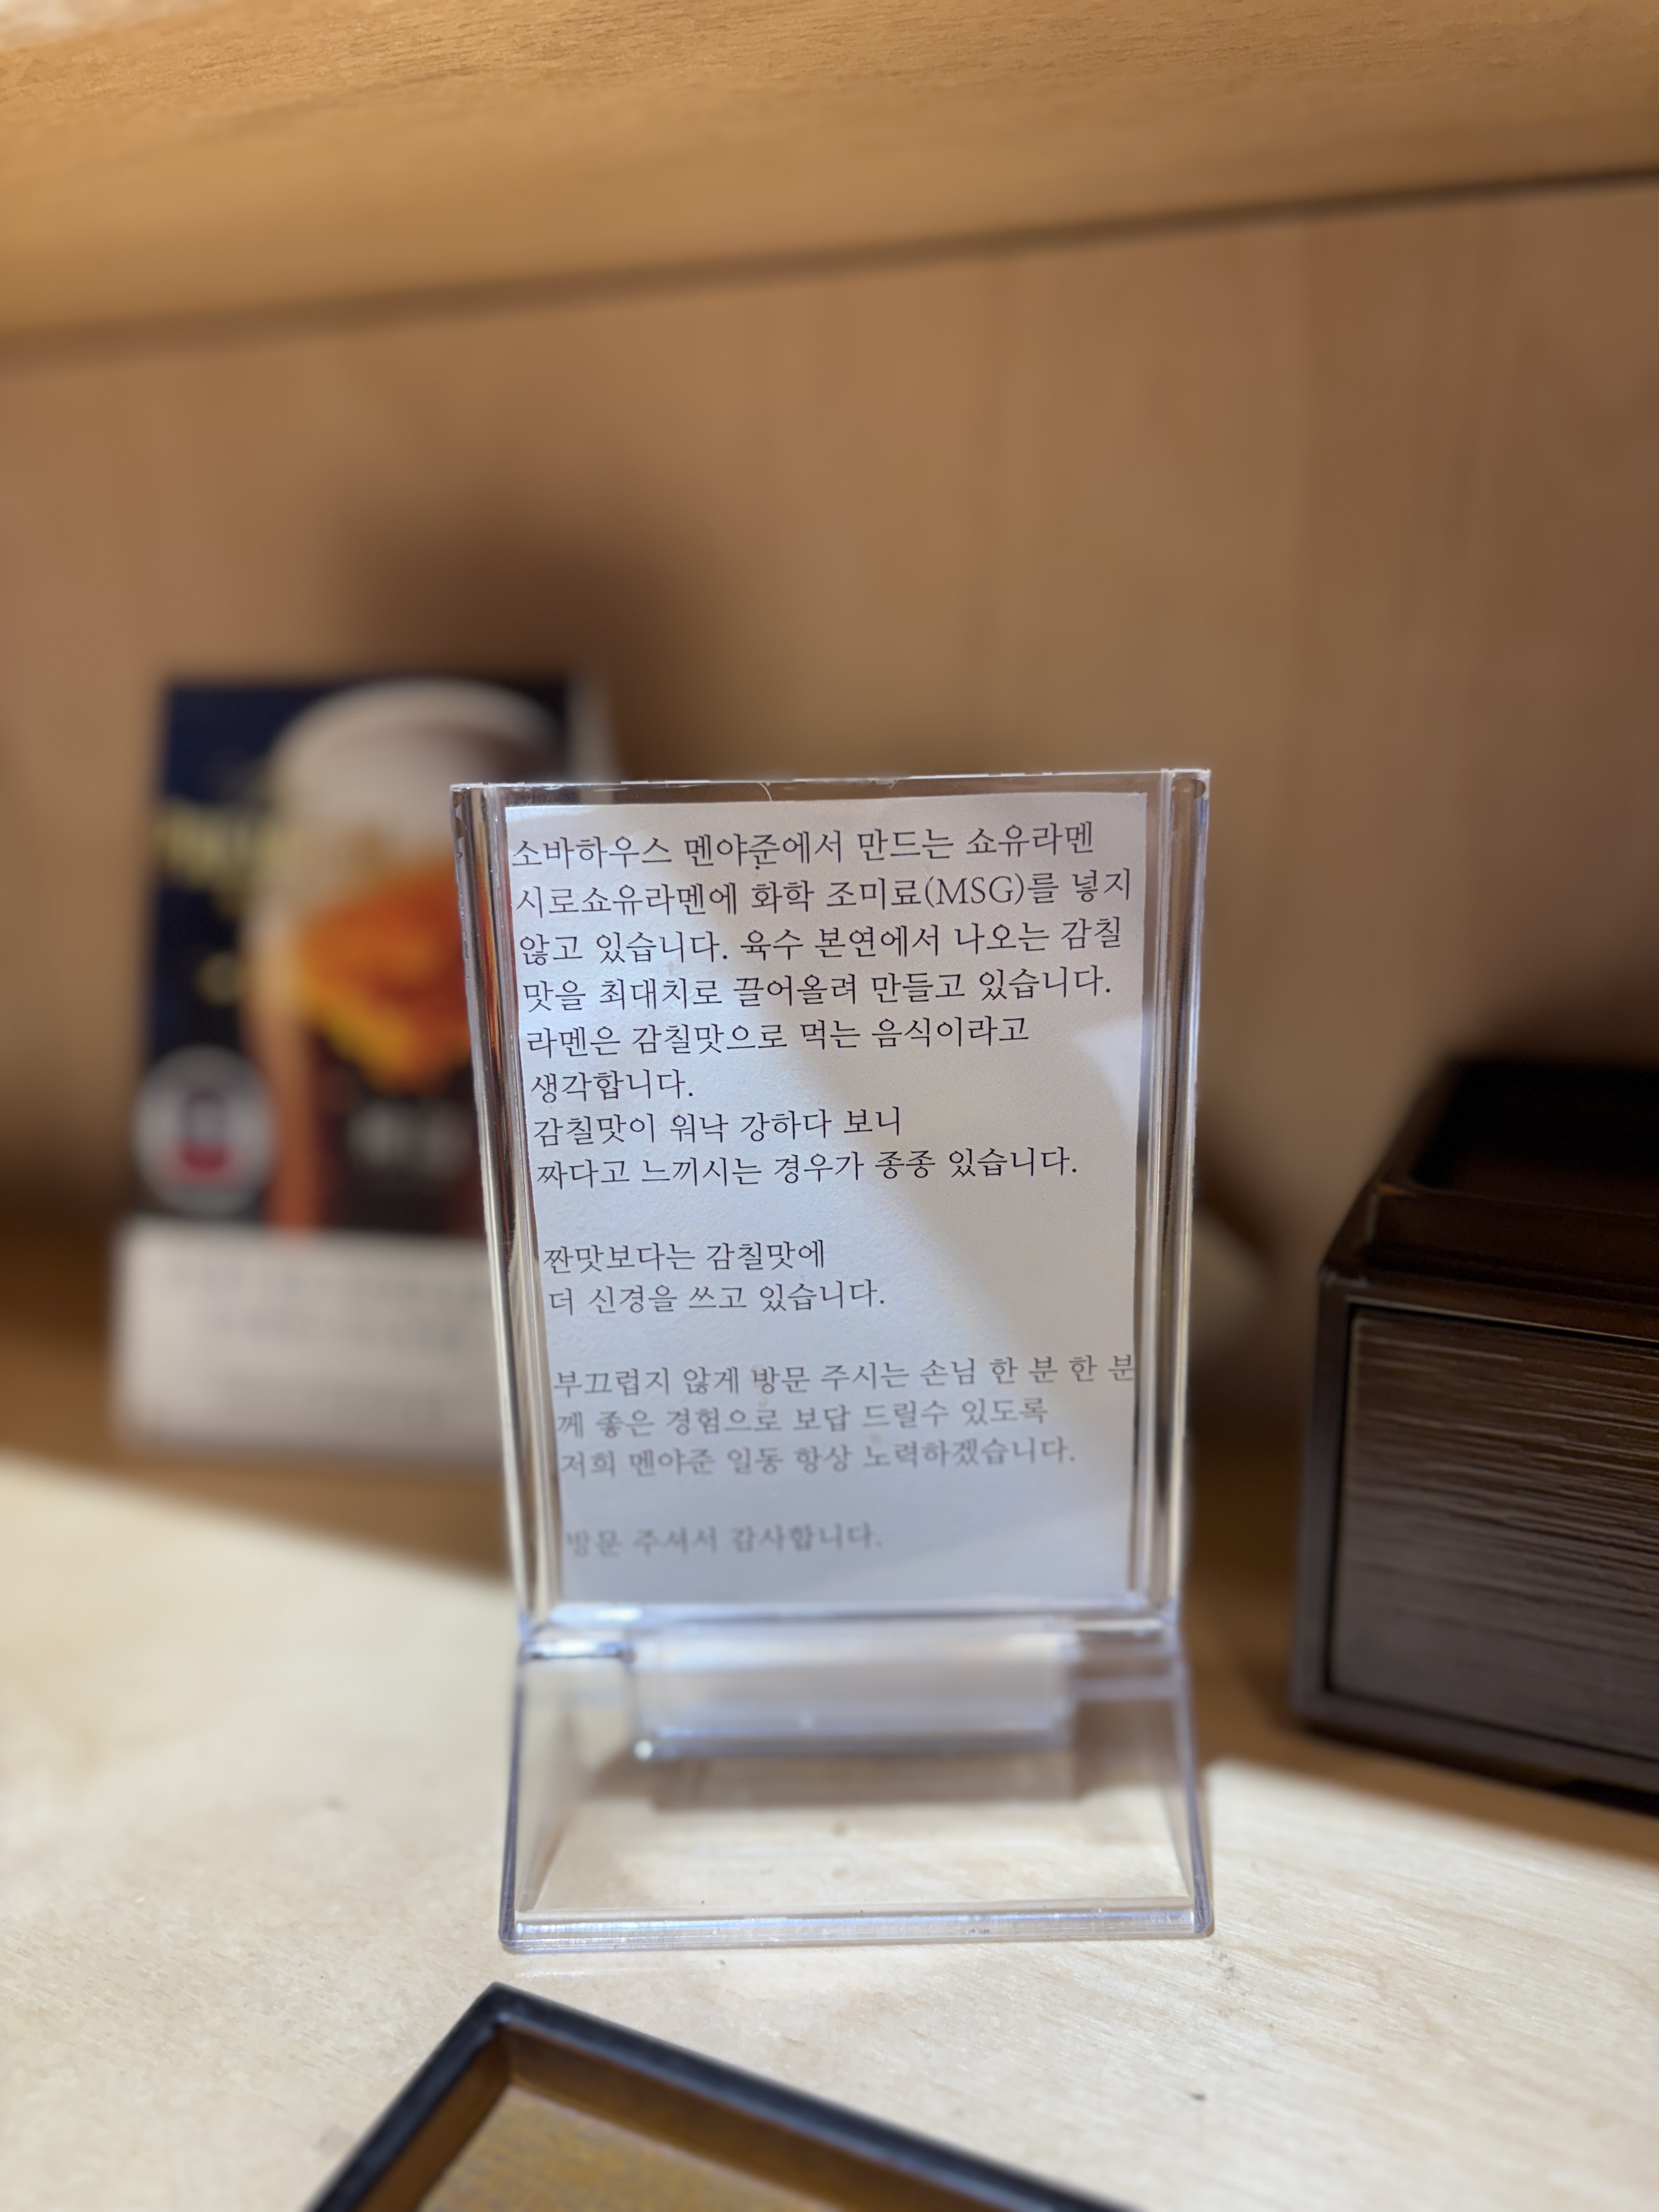 소바하우스 멘야준에서 만드는 쇼유라멘
시로쇼유라멘에 화학 조미료(MSG)를 넣지
않고 있습니다. 육수 본연에서 나오는 감칠
맛을 최대치로 끌어올려 만들고 있습니다.
라멘은 감칠맛으로 먹는 음식이라고
생각합니다.
감칠맛이 워낙 강하다 보니
짜다고 느끼시는 경우가 종종 있습니다.
짠맛보다는 감칠맛에
더 신경을 쓰고 있습니다.
부끄럽지 않게 방문 주시는 손님 한 분 한 분
께 좋은 경험으로 보답 드릴수 있도록
저희 멘야준 일동 항상 노력하겠습니다.
방문 주셔서 감사합니다.